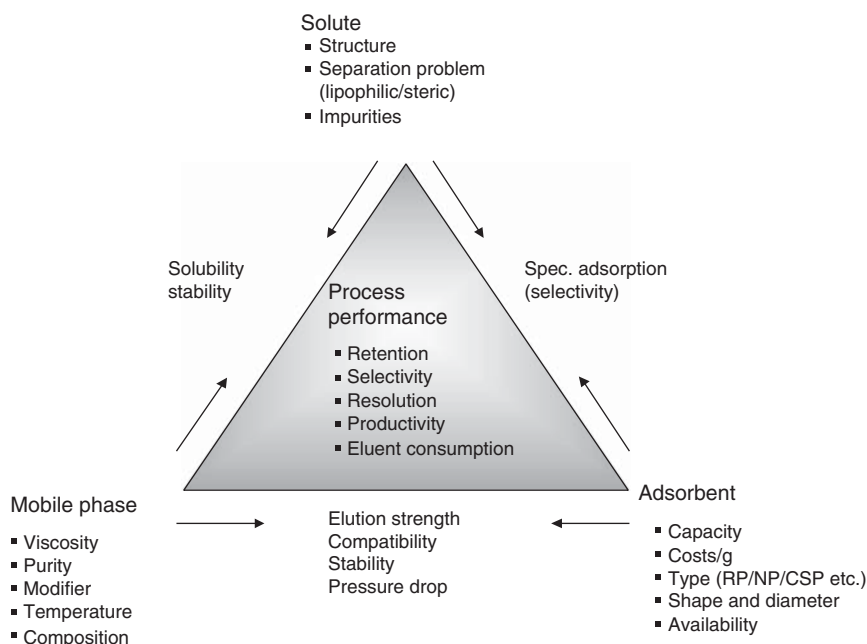 Solute
▪ Structure
▪ Separation problem
(lipophilic/steric)
▪ Impurities
Solubility
stability
Spec. adsorption
(selectivity)
Process
performance
▪ Retention
▪ Selectivity
▪ Resolution
▪ Productivity
▪ Eluent consumption
Mobile phase
▪ Viscosity
▪ Purity
▪ Modifier
▪ Temperature
▪ Composition
Elution strength
Compatibility
Stability
Pressure drop
Adsorbent
▪ Capacity
▪ Costs/g
▪ Type (RP/NP/CSP etc.)
▪ Shape and diameter
▪ Availability